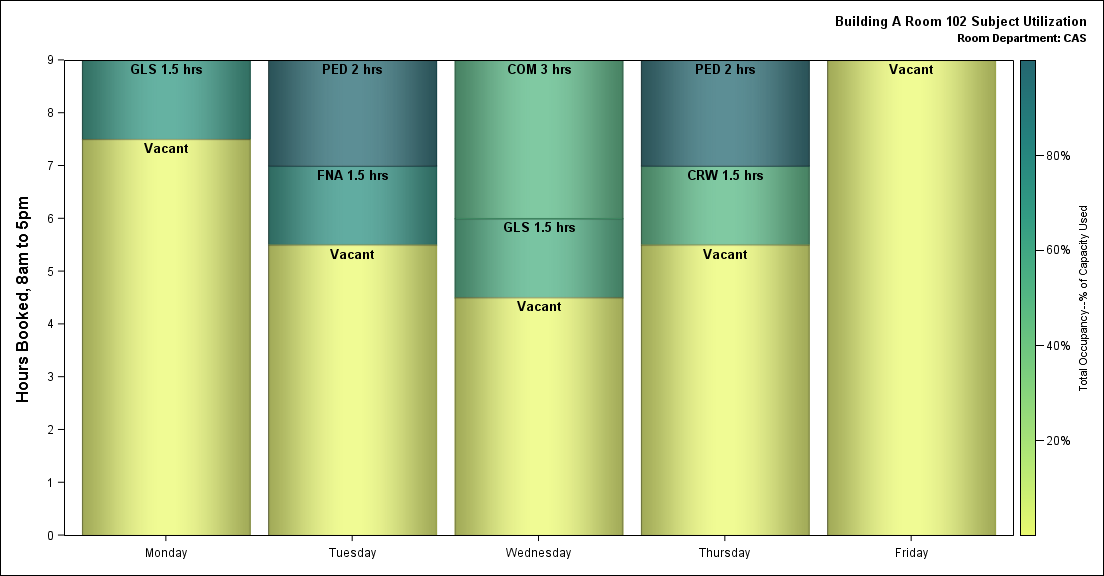 Building A Room 102 Subject Utilization
Room Department: CAS
Hours Booked, 8am to 5pm
9
8
7
6
5
4
3
2
1
0
GLS 1.5 hrs
Vacant
PED 2 hrs
FNA 1.5 hrs
Vacant
COM 3 hrs
GLS 1.5 hrs
Vacant
PED 2 hrs
CRW 1.5 hrs
Vacant
Vacant
Monday
Tuesday
Wednesday
Thursday
Friday
80%
60%
40%
20%
Total Occupancy--% of Capacity Used